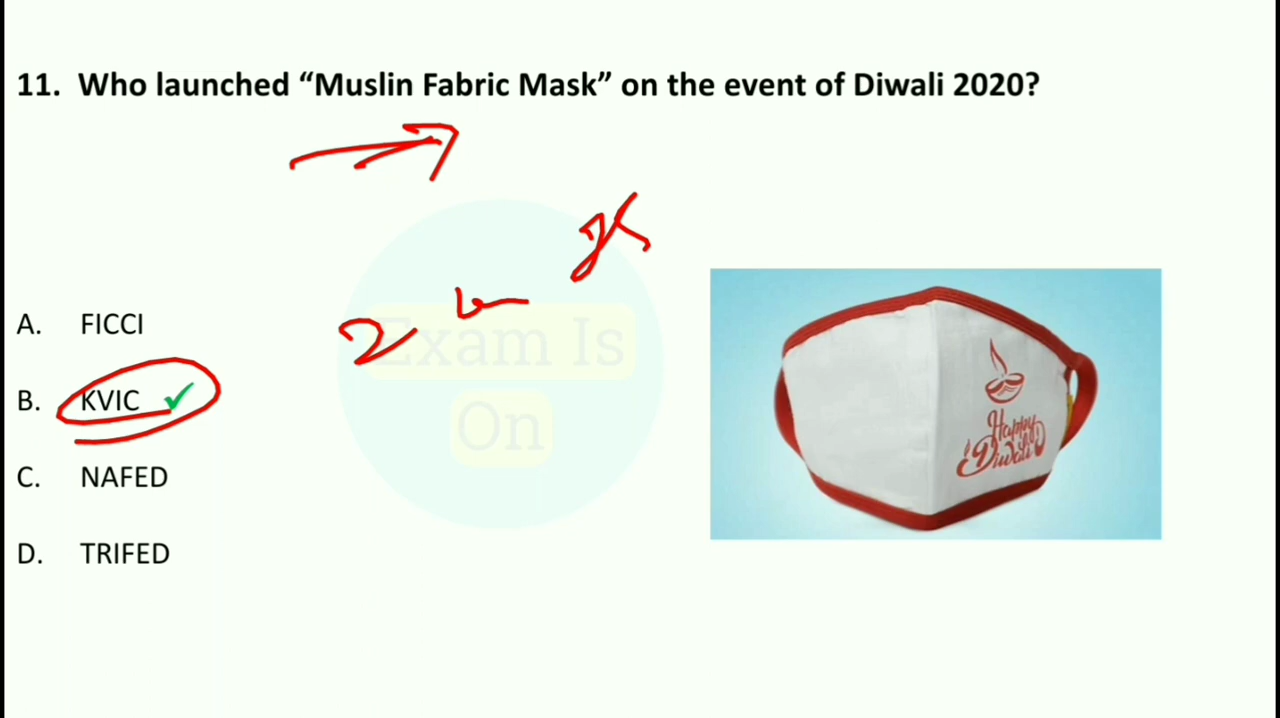 11. Who launched “Muslin Fabric Mask” on the event of Diwali 2020?
A. FICCI
B. KVIC
C. NAFED
D. TRIFED
Exam Is
On
Happy
Diwali